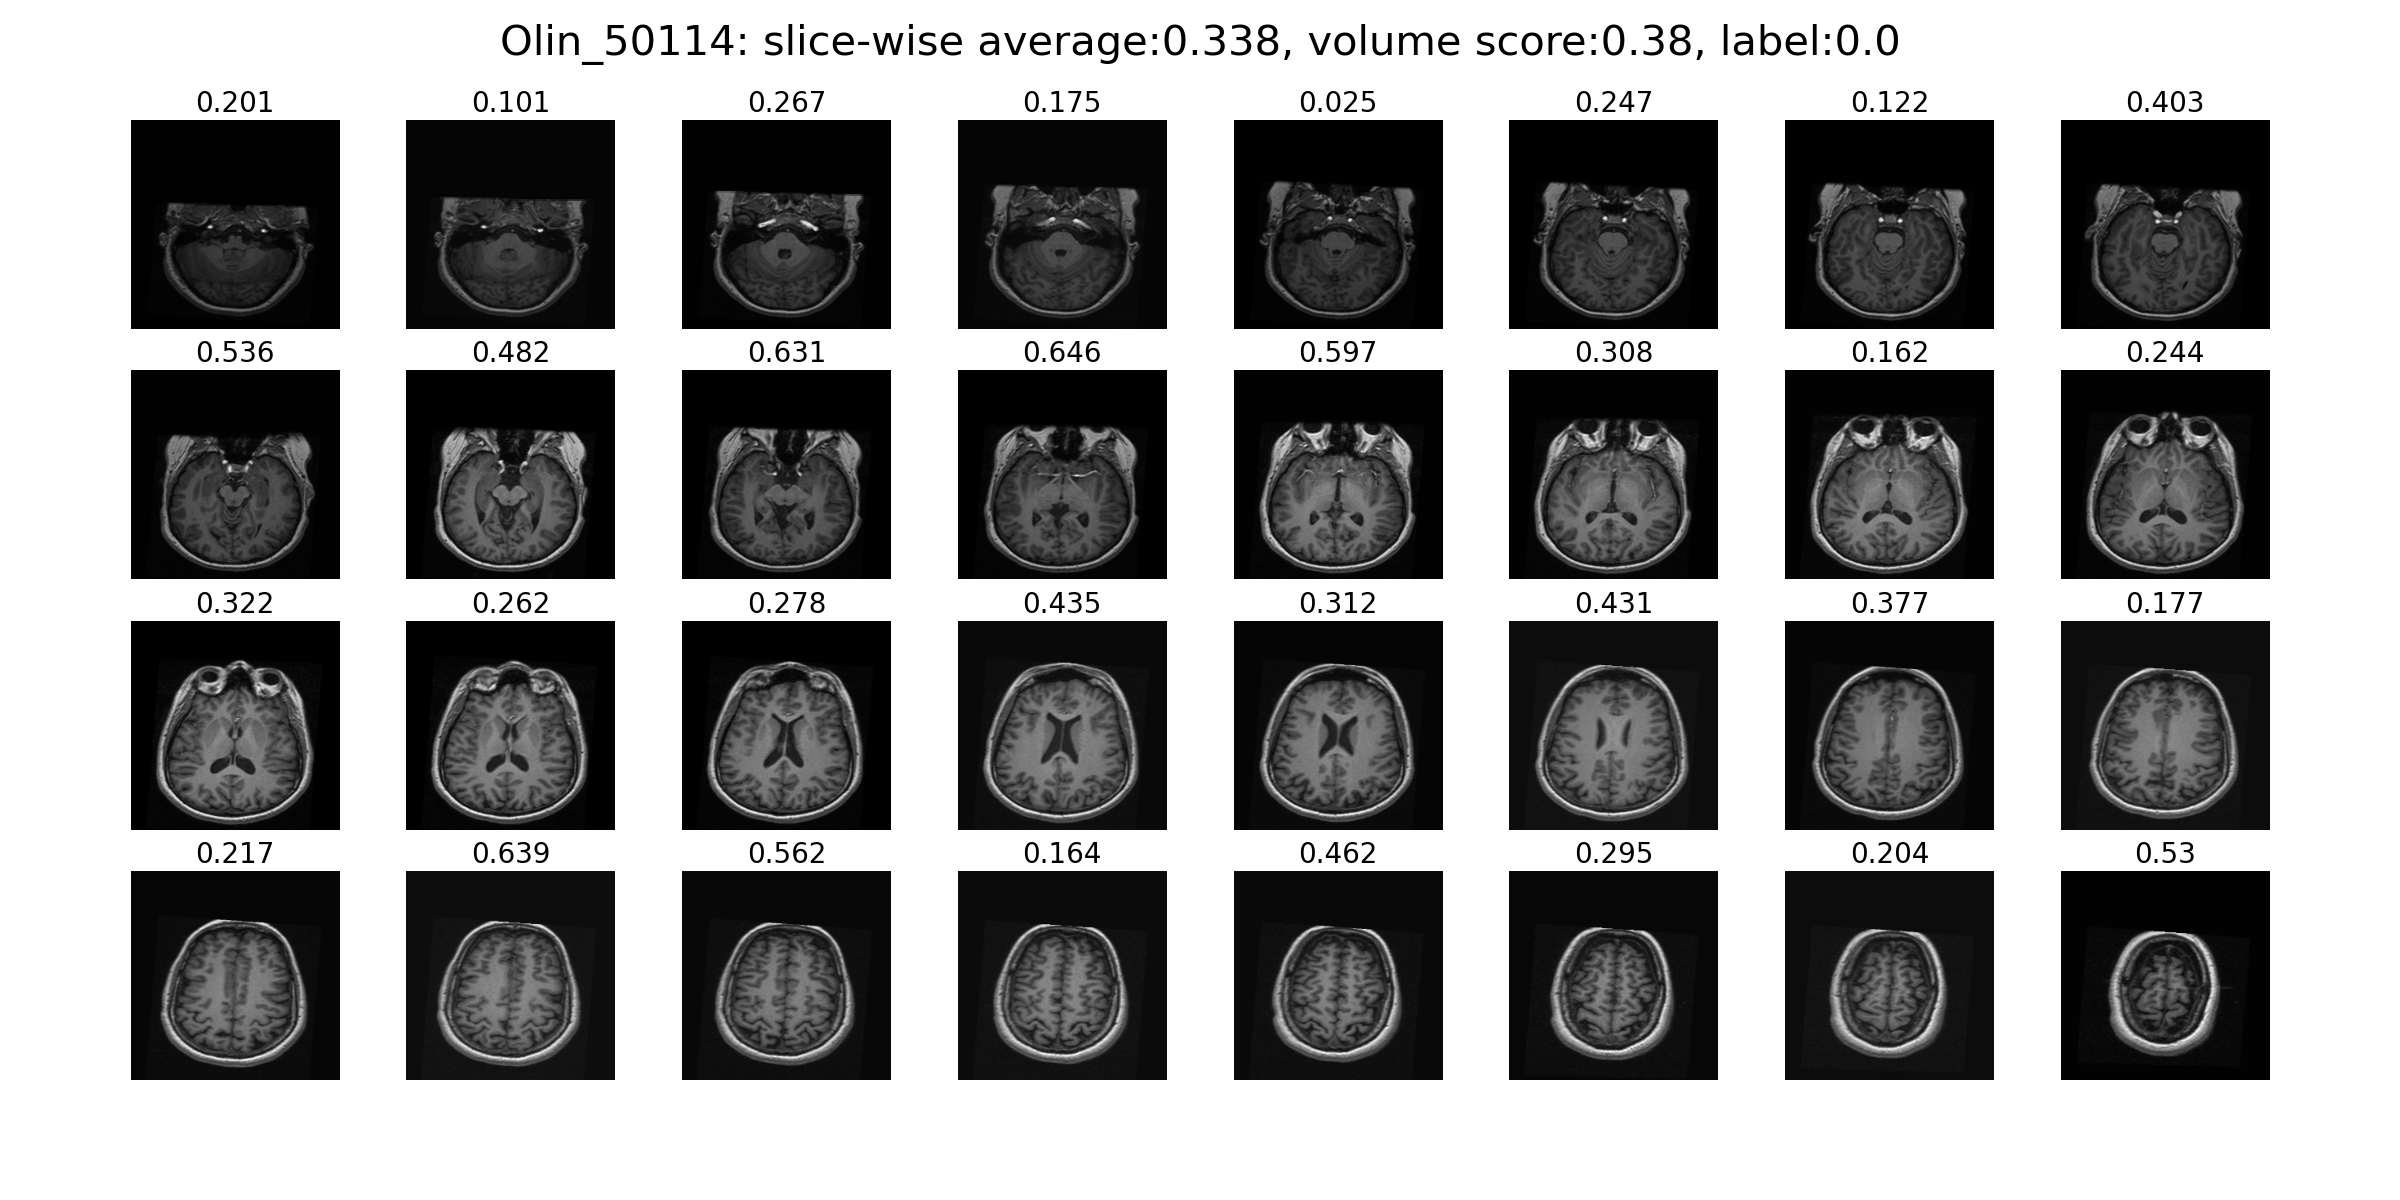 Olin_50114: slice-wise average:0.338, volume score:0.38, label:0.0
0.201 0.101 0.267 0.175 0.025 0.247 0.122 0.403
0.536 0.482 0.631 0.646 0.597 0.308 0.162 0.244
0.322 0.262 0.278 0.435 0.312 0.431 0.377 0.177
0.217 0.639 0.562 0.164 0.462 0.295 0.204 0.53